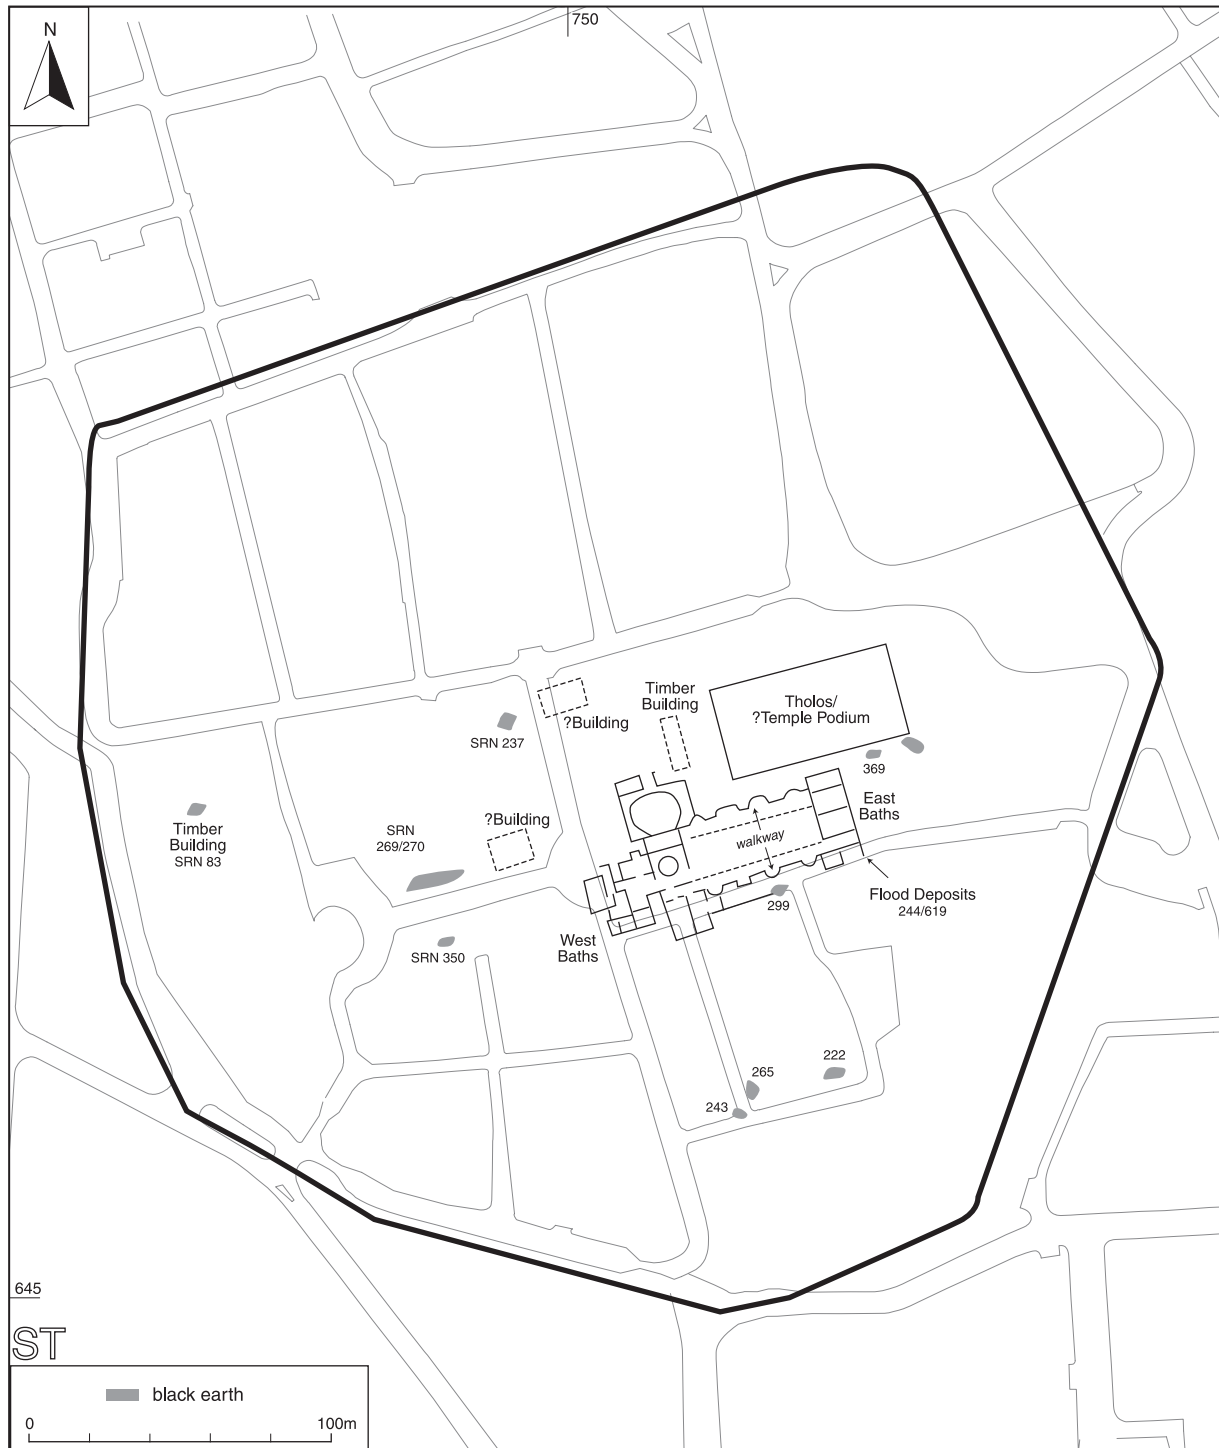 N
750
Timber
Building
Tholos/
?Temple Podium
?Building
SRN 237
369
East
Baths
Timber
Building
SRN 83
SRN
269/270
?Building
walkway
Flood Deposits
244/619
299
West
Baths
SRN 350
222
265
243
645
ST
black earth
0
100m